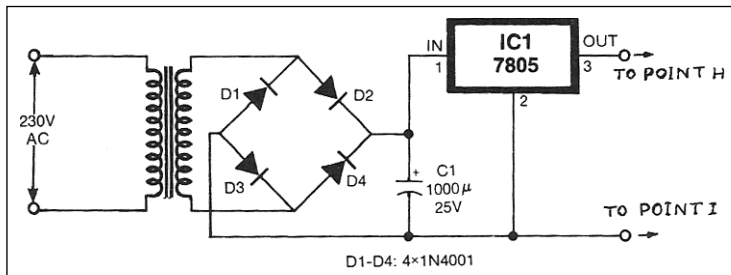 230V
AC
D1
D2
D3
D4
IN
1
IC1
7805
OUT
3
2
TO POINT H
+
C1
1000μ
25V
TO POINT I
D1-D4: 4×1N4001